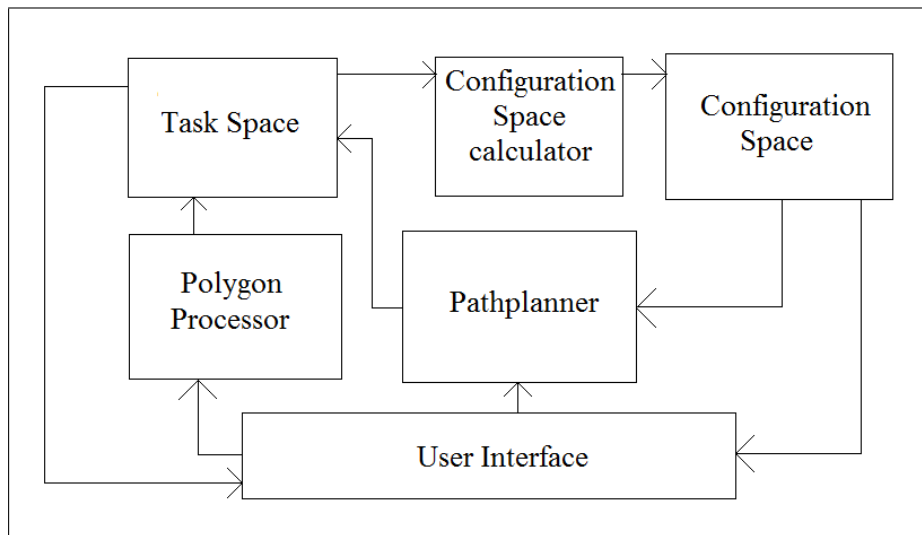 Task Space
Configuration
Space
calculator
Configuration
Space
Polygon
Processor
Pathplanner
User Interface